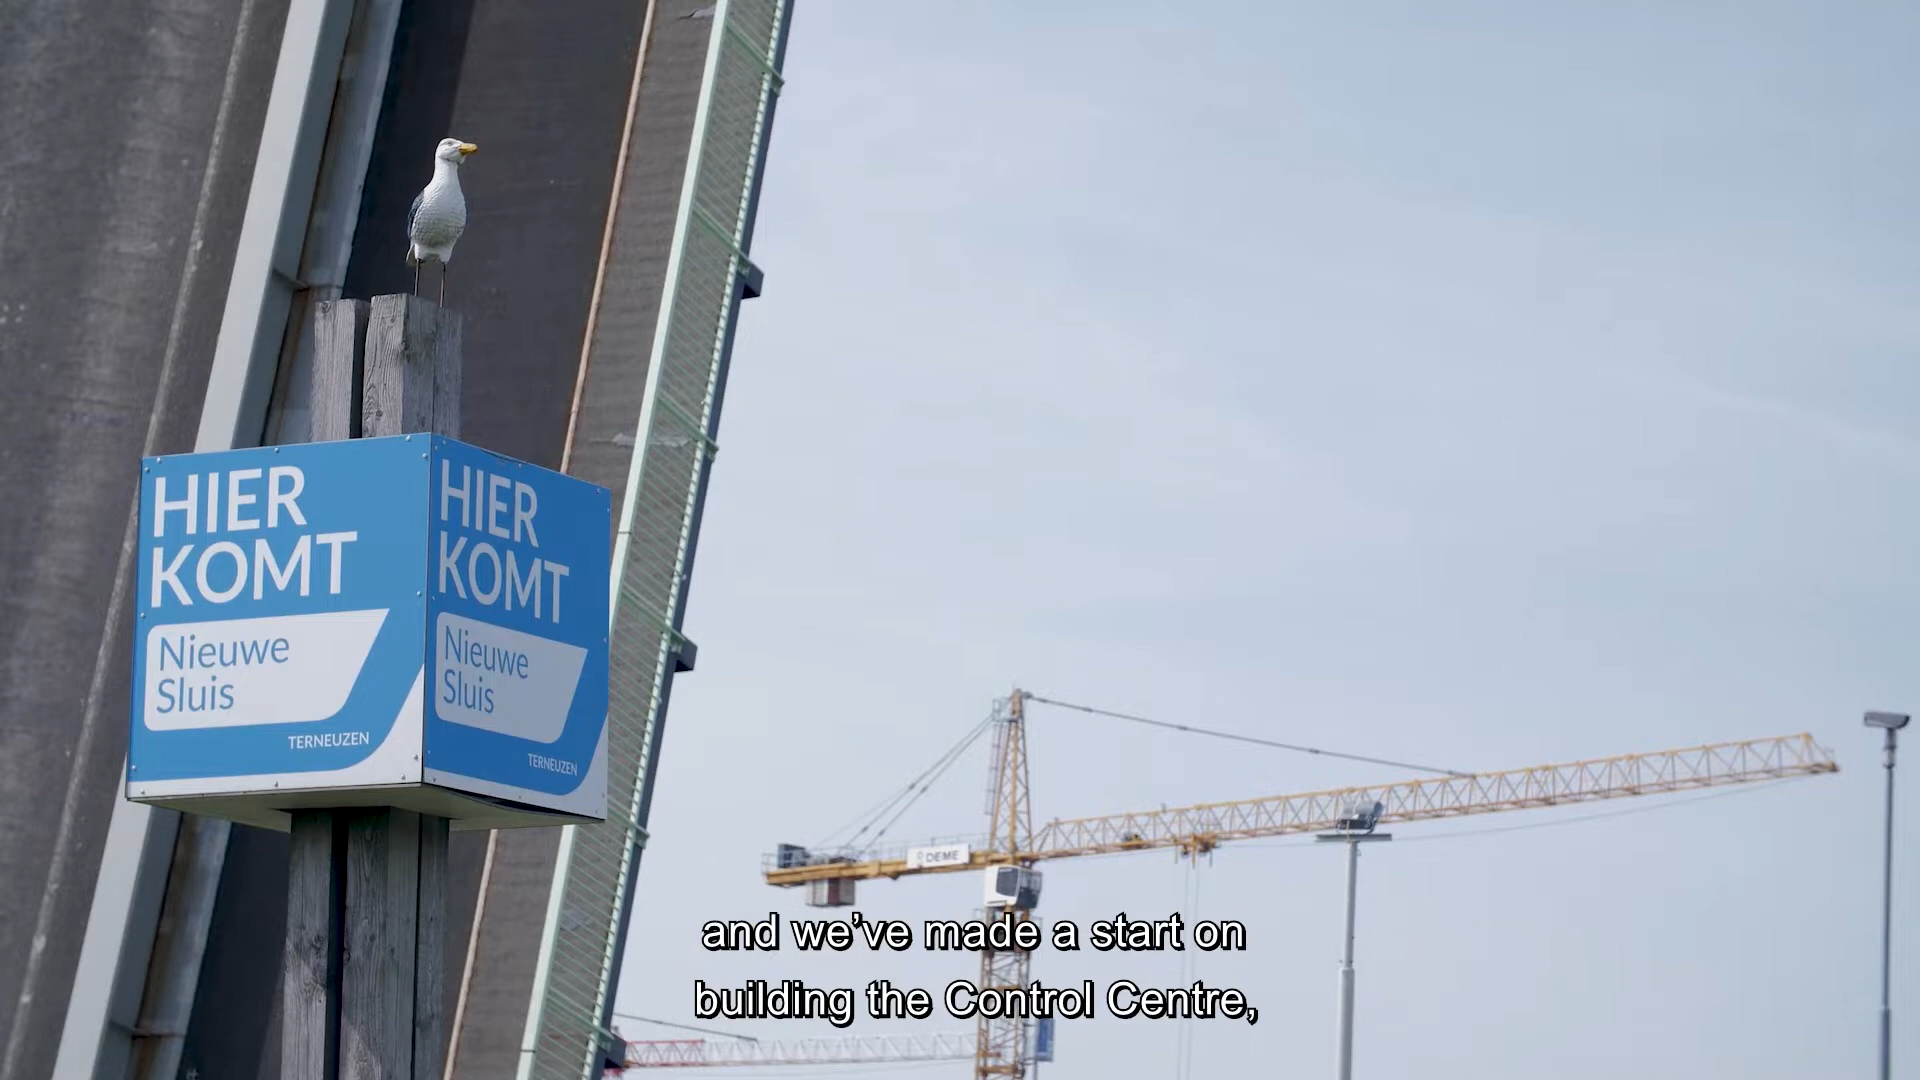 HIER
KOMT
Nieuwe
Sluis
TERNEUZEN
HIER
KOMT
Nieuwe
Sluis
TERNEUZEN
DEME
and we've made a start on
building the Control Centre,